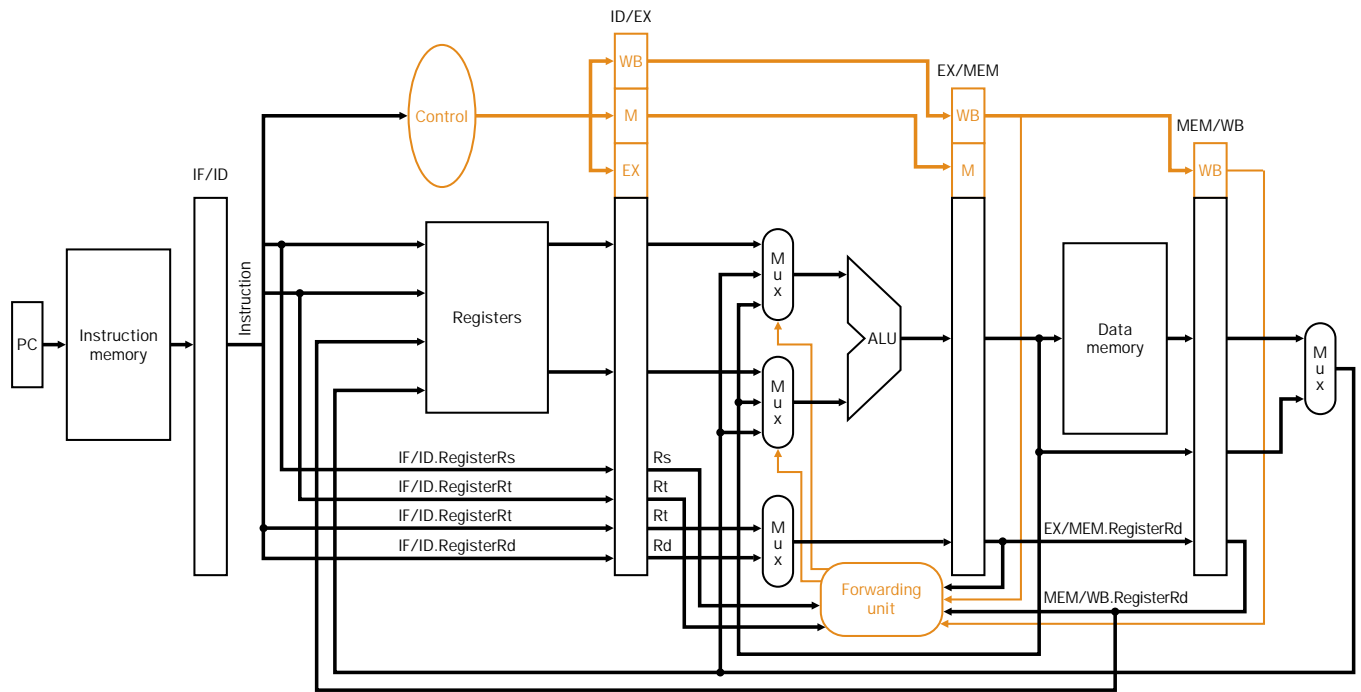 ID/EX
WB
EX/MEM
Control
M
WB
MEM/WB
IF/ID
EX
M
WB
PC
Instruction
memory
Instruction
Registers
M
u
x
M
u
x
ALU
Data
memory
M
u
x
IF/ID.RegisterRs
Rs
IF/ID.RegisterRt
Rt
IF/ID.RegisterRt
Rt
IF/ID.RegisterRd
Rd
M
u
x
EX/MEM.RegisterRd
Forwarding
unit
MEM/WB.RegisterRd